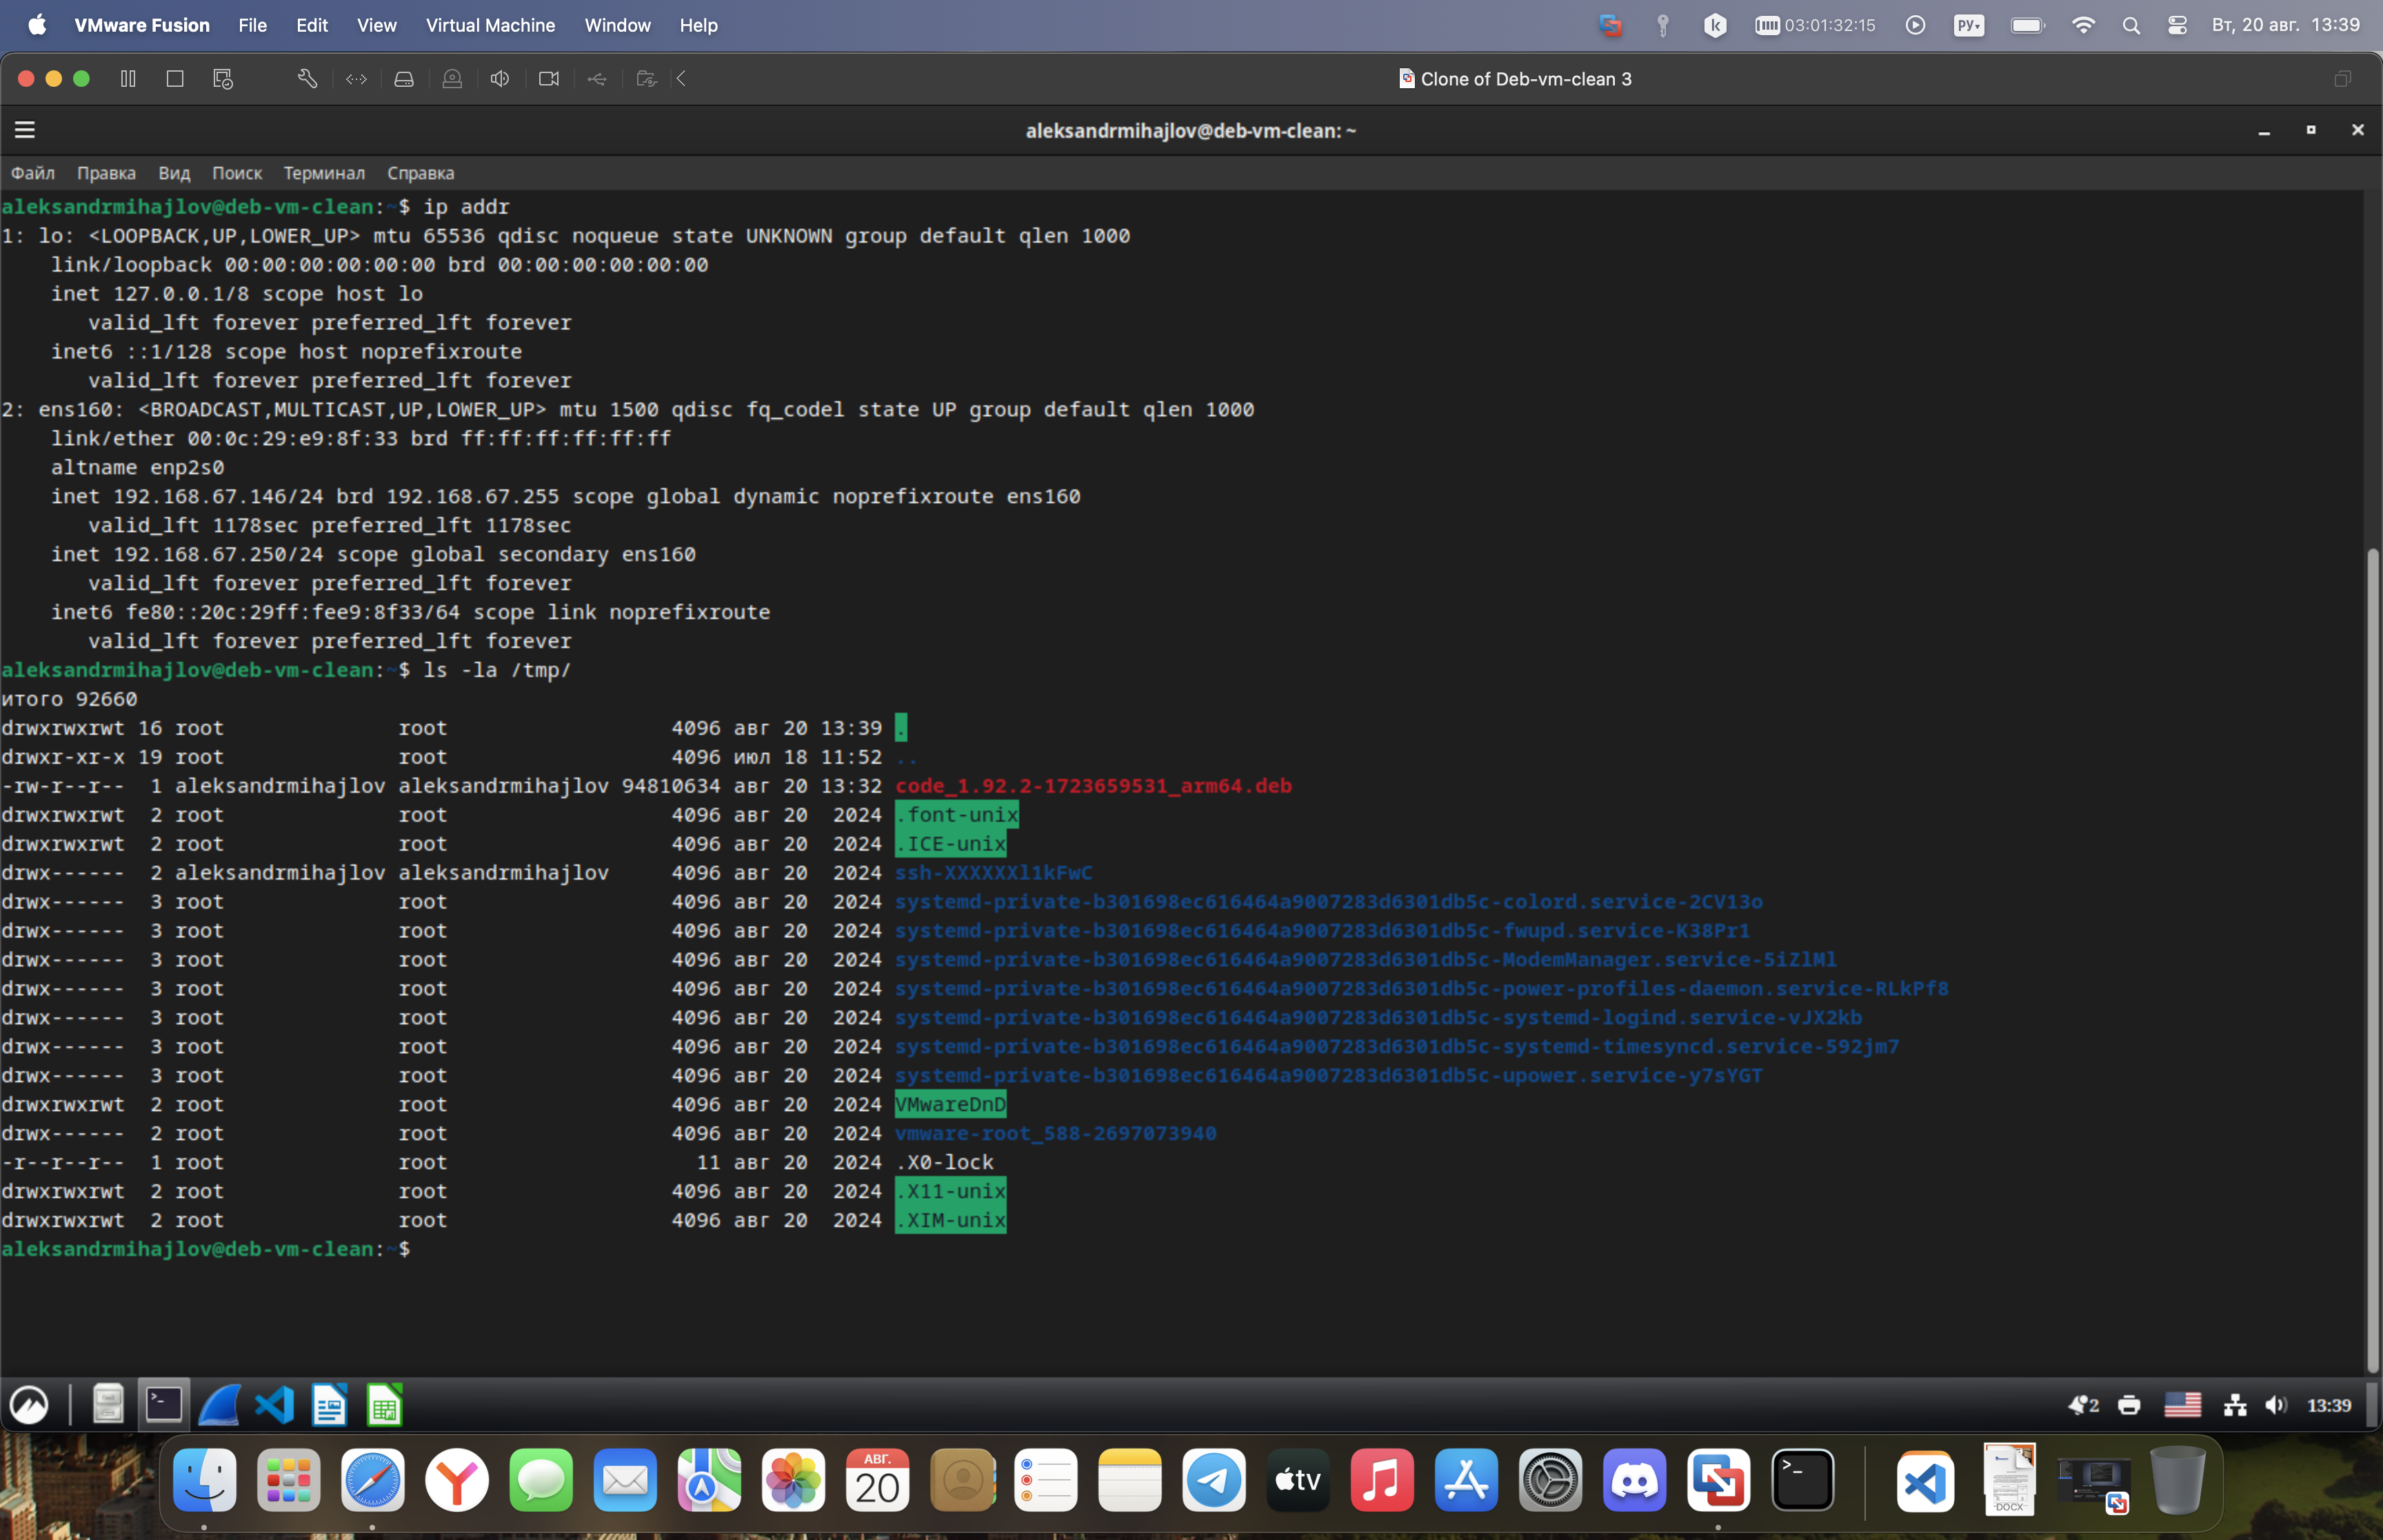 VMware Fusion File Edit View Virtual Machine Window Help 03:01:32:15 РУ Вт, 20 авг. 13:39
Clone of Deb-vm-clean 3
aleksandrmihajlov@deb-vm-clean: ~
Файл Правка Вид Поиск Терминал Справка
aleksandrmihajlov@deb-vm-clean:~$ ip addr
1: lo: <LOOPBACK,UP,LOWER_UP> mtu 65536 qdisc noqueue state UNKNOWN group default qlen 1000
link/loopback 00:00:00:00:00:00 brd 00:00:00:00:00:00
inet 127.0.0.1/8 scope host lo
valid_lft forever preferred_lft forever
inet6 ::1/128 scope host noprefixroute
valid_lft forever preferred_lft forever
2: ens160: <BROADCAST,MULTICAST,UP,LOWER_UP> mtu 1500 qdisc fq_codel state UP group default qlen 1000
link/ether 00:0c:29:e9:8f:33 brd ff:ff:ff:ff:ff:ff
altname enp2s0
inet 192.168.67.146/24 brd 192.168.67.255 scope global dynamic noprefixroute ens160
valid_lft 1178sec preferred_lft 1178sec
inet 192.168.67.250/24 scope global secondary ens160
valid_lft forever preferred_lft forever
inet6 fe80::20c:29ff:fee9:8f33/64 scope link noprefixroute
valid_lft forever preferred_lft forever
aleksandrmihajlov@deb-vm-clean:~$ ls -la /tmp/
итого 92660
drwxrwxrwt 16 root root 4096 авг 20 13:39 .
drwxr-xr-x 19 root root 4096 июл 18 11:52 ..
-rw-r--r-- 1 aleksandrmihajlov aleksandrmihajlov 94810634 авг 20 13:32 code_1.92.2-1723659531_arm64.deb
drwxrwxrwt 2 root root 4096 авг 20 2024 .font-unix
drwxrwxrwt 2 root root 4096 авг 20 2024 .ICE-unix
drwx------ 2 aleksandrmihajlov aleksandrmihajlov 4096 авг 20 2024 ssh-XXXXXXl1kFwC
drwx------ 3 root root 4096 авг 20 2024 systemd-private-b301698ec616464a9007283d6301db5c-colord.service-2CV13o
drwx------ 3 root root 4096 авг 20 2024 systemd-private-b301698ec616464a9007283d6301db5c-fwupd.service-K38Pr1
drwx------ 3 root root 4096 авг 20 2024 systemd-private-b301698ec616464a9007283d6301db5c-ModemManager.service-5iZlMl
drwx------ 3 root root 4096 авг 20 2024 systemd-private-b301698ec616464a9007283d6301db5c-power-profiles-daemon.service-RLkPf8
drwx------ 3 root root 4096 авг 20 2024 systemd-private-b301698ec616464a9007283d6301db5c-systemd-logind.service-vJX2kb
drwx------ 3 root root 4096 авг 20 2024 systemd-private-b301698ec616464a9007283d6301db5c-systemd-timesyncd.service-592jm7
drwx------ 3 root root 4096 авг 20 2024 systemd-private-b301698ec616464a9007283d6301db5c-upower.service-y7sYGT
drwxrwxrwt 2 root root 4096 авг 20 2024 VMwareDnD
drwx------ 2 root root 4096 авг 20 2024 vmware-root_588-2697073940
-r--r--r-- 1 root root 11 авг 20 2024 .X0-lock
drwxrwxrwt 2 root root 4096 авг 20 2024 .X11-unix
drwxrwxrwt 2 root root 4096 авг 20 2024 .XIM-unix
aleksandrmihajlov@deb-vm-clean:~$
2 13:39
АВГ.
20
tv
DOCX